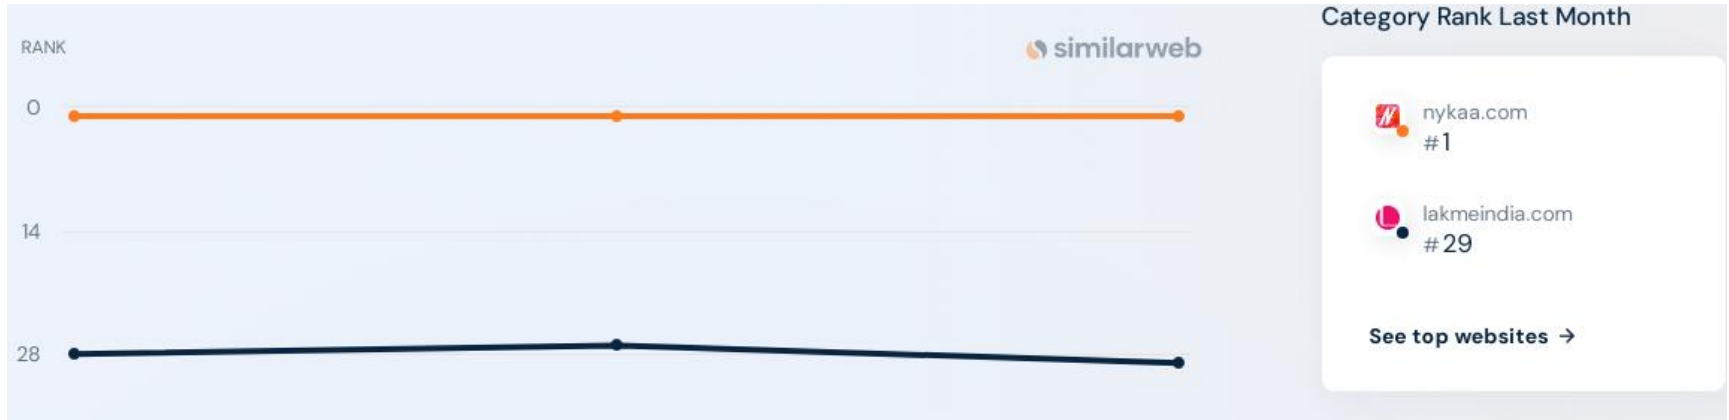 RANK
similarweb
0
14
28
Category Rank Last Month
nykaa.com
#1
lakmeindia.com
#29
See top websites →